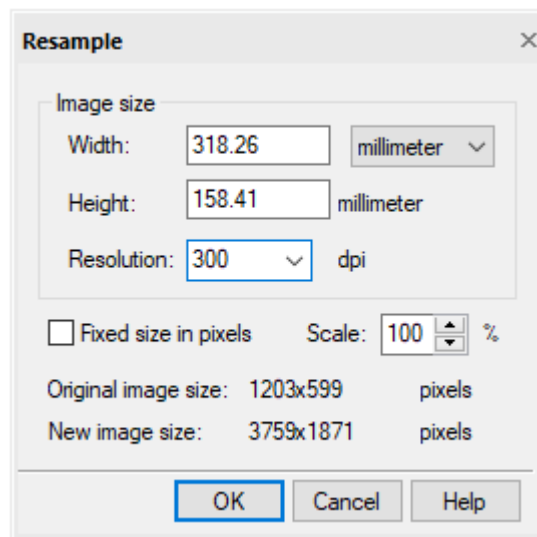 Resample
Image size
Width: 318.26 millimeter
Height: 158.41 millimeter
Resolution: 300 dpi
Fixed size in pixels Scale: 100 %
Original image size: 1203x599 pixels
New image size: 3759x1871 pixels
OK Cancel Help